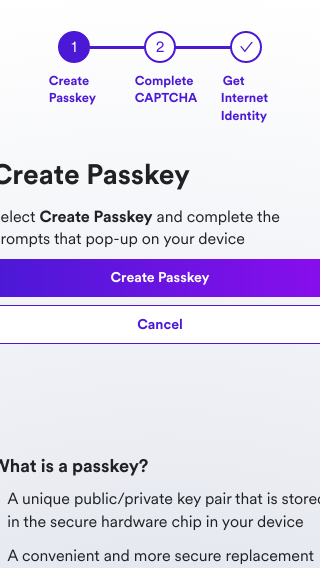 1
2
Create
Passkey
Complete
CAPTCHA
Get
Internet
Identity
Create Passkey
elect Create Passkey and complete the
rompts that pop-up on your device
Create Passkey
Cancel
What is a passkey?
A unique public/private key pair that is stored
in the secure hardware chip in your device
A convenient and more secure replacement